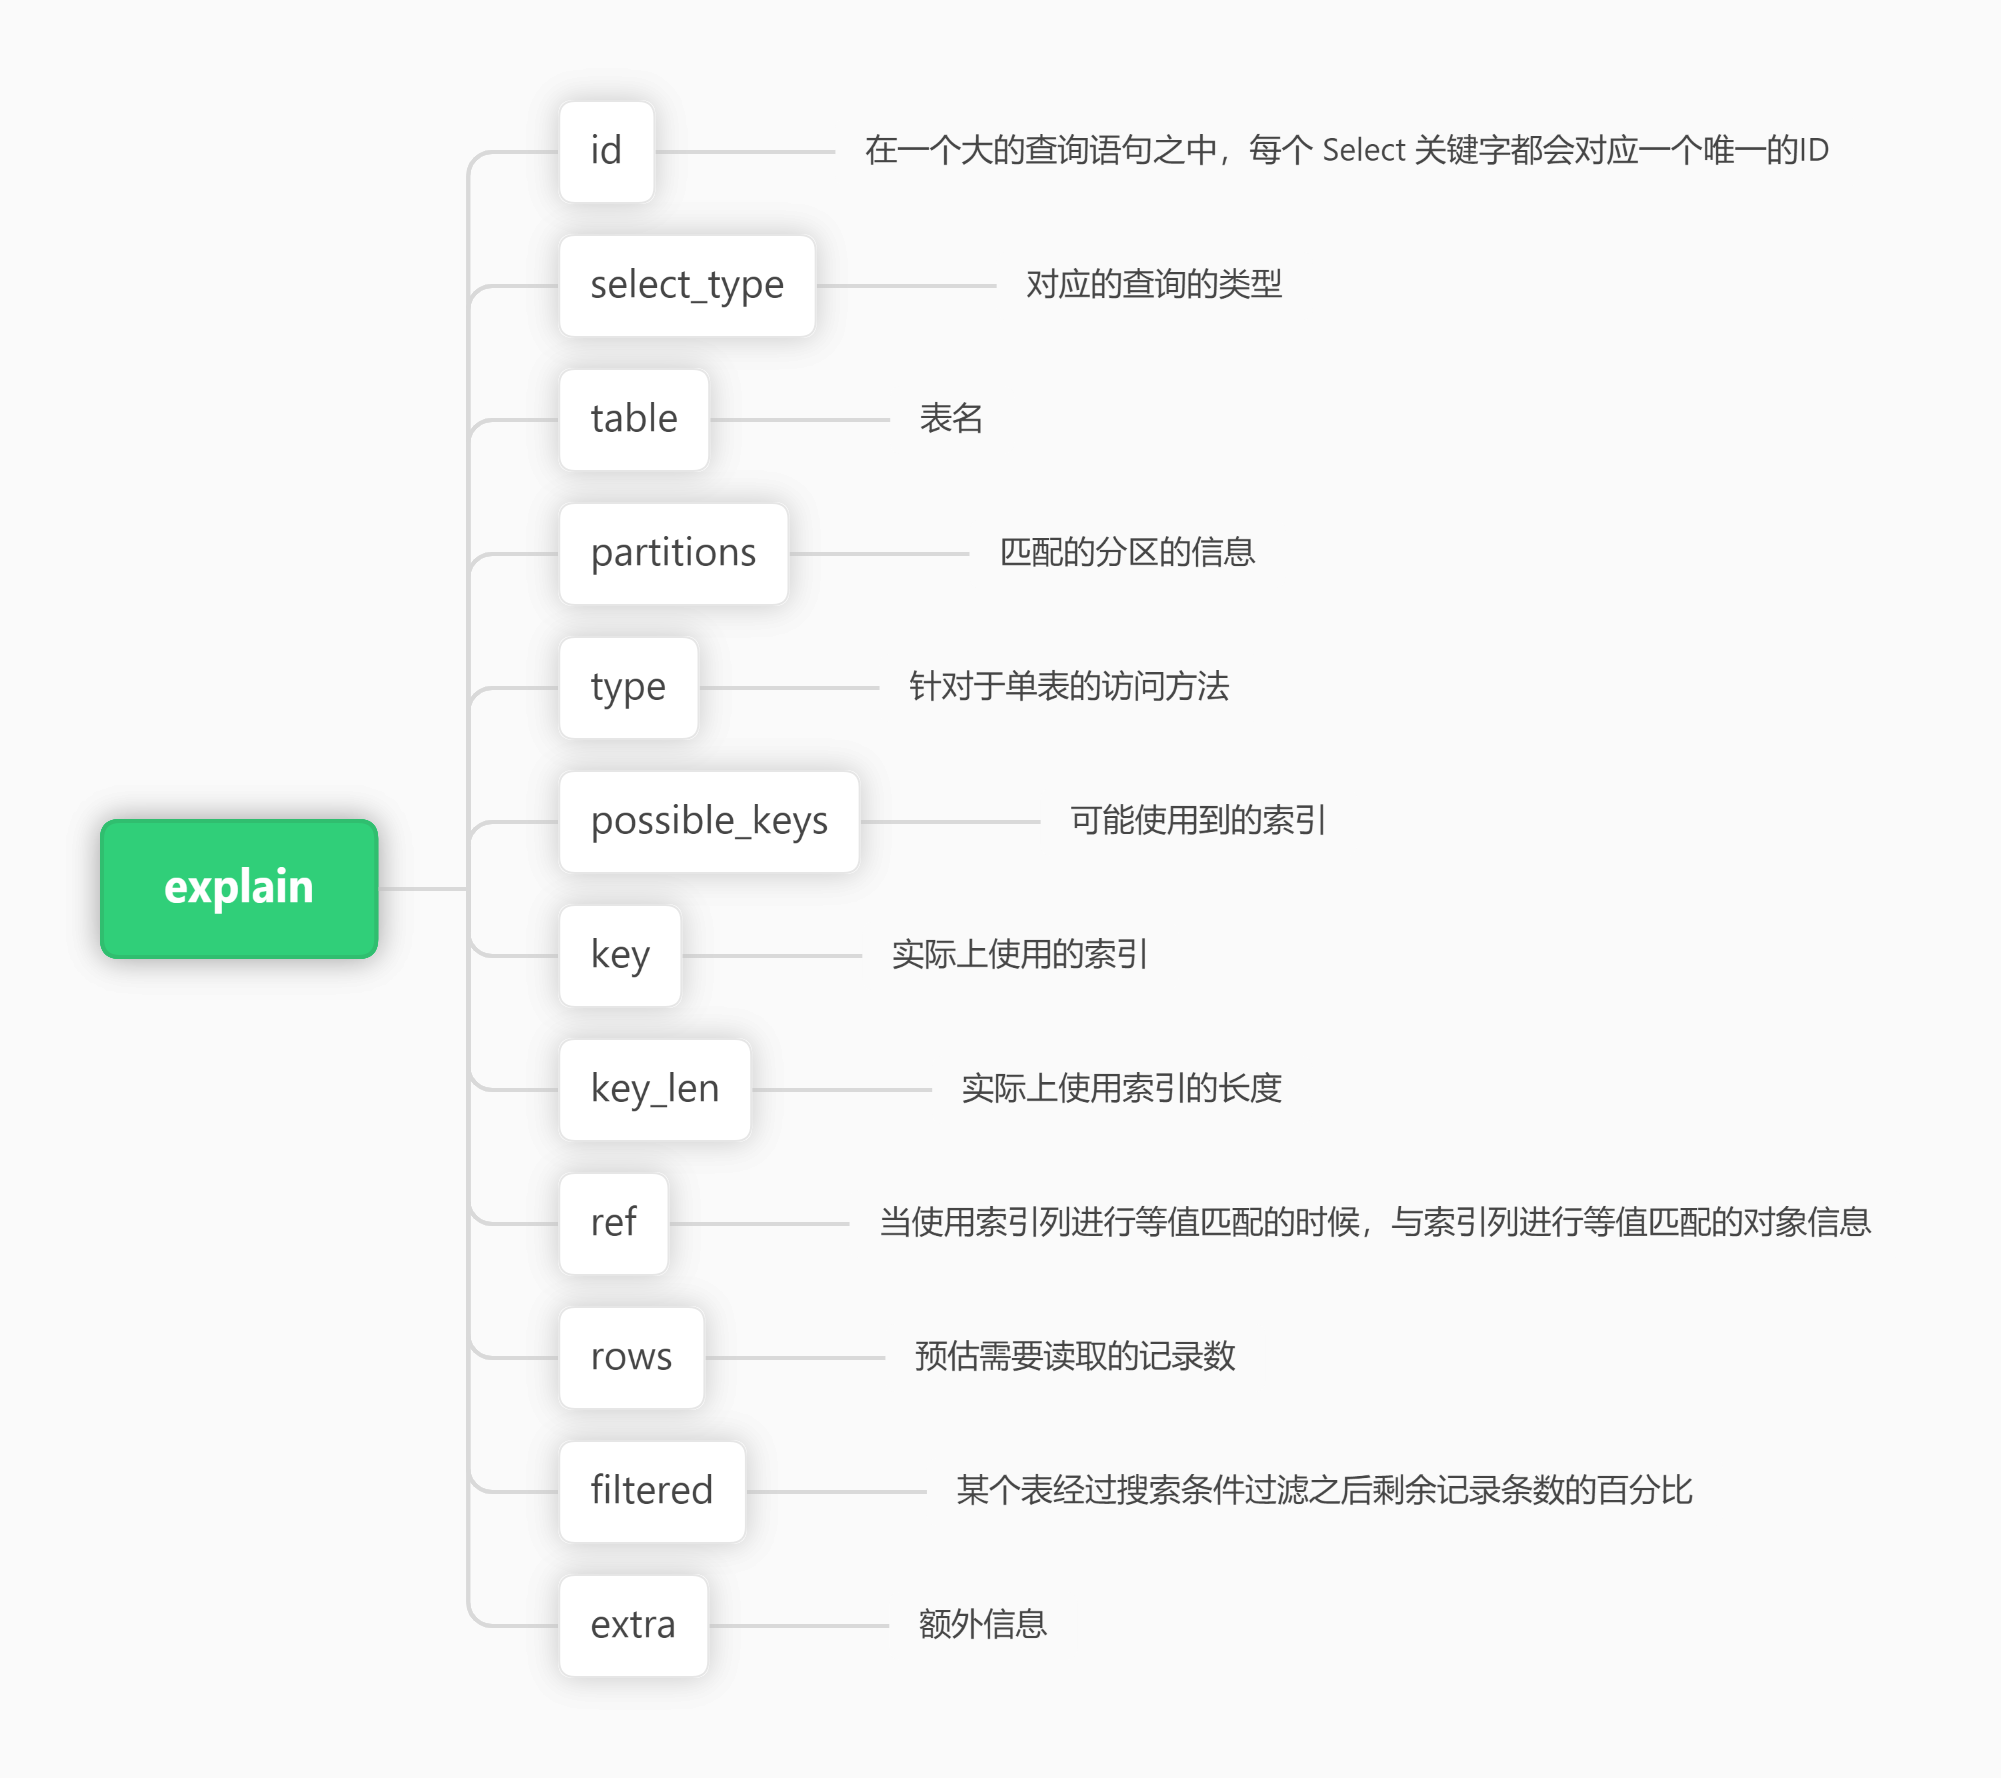 id
在一个大的查询语句之中，每个 Select 关键字都会对应一个唯一的ID
select_type
对应的查询的类型
table
表名
partitions
匹配的分区的信息
type
针对于单表的访问方法
possible_keys
可能使用到的索引
explain
key
实际上使用的索引
key_len
实际上使用索引的长度
ref
当使用索引列进行等值匹配的时候，与索引列进行等值匹配的对象信息
rows
预估需要读取的记录数
filtered
某个表经过搜索条件过滤之后剩余记录条数的百分比
extra
额外信息